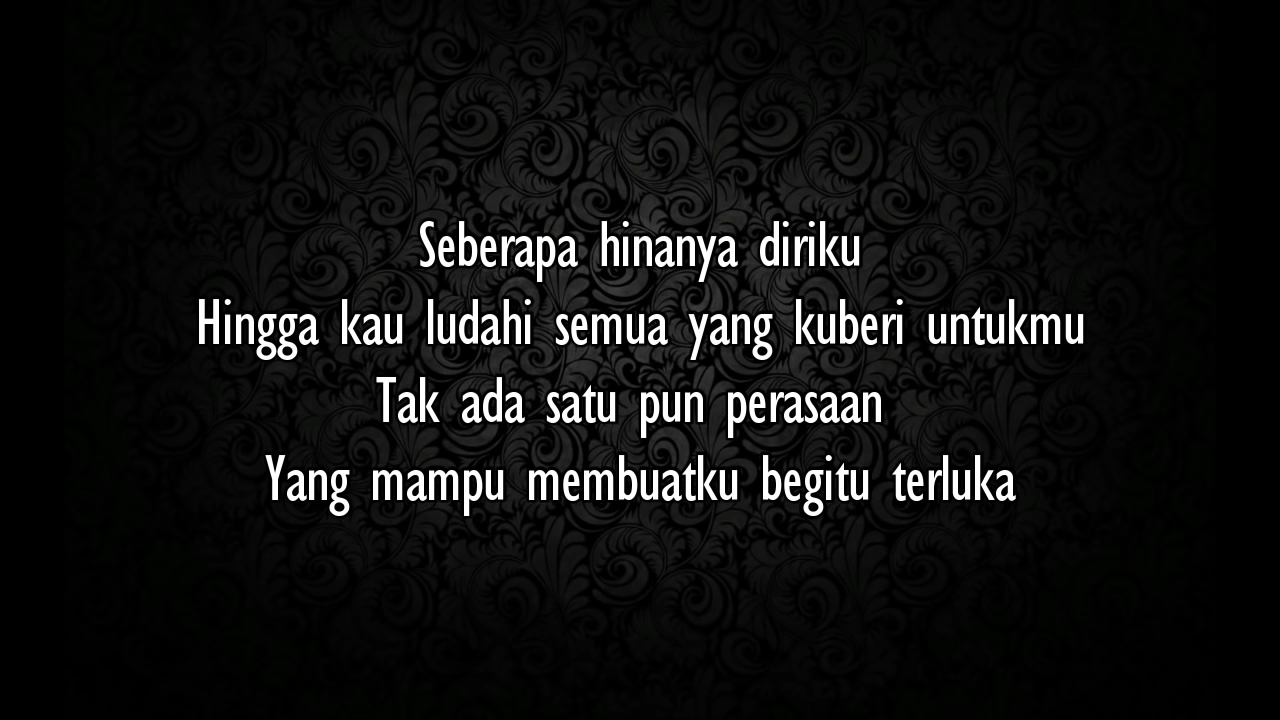 Seberapa hinanya diriku
Hingga kau ludahi semua yang kuberi untukmu
Tak ada satu pun perasaan
Yang mampu membuatku begitu terluka